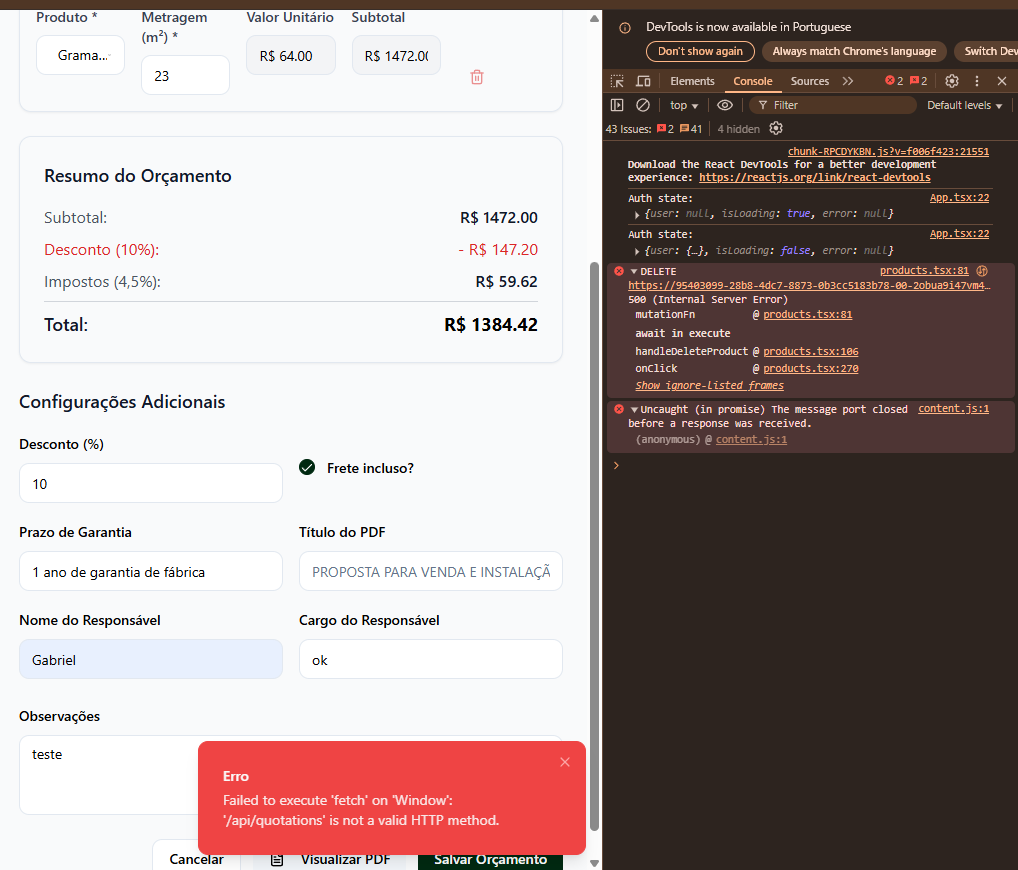 Produto *
Metragem (m²) *
Valor Unitário
Subtotal
Grama...
23
R$ 64.00
R$ 1472.00
Resumo do Orçamento
Subtotal: R$ 1472.00
Desconto (10%): - R$ 147.20
Impostos (4,5%): R$ 59.62
Total: R$ 1384.42
Configurações Adicionais
Desconto (%)
10
Frete incluso?
Prazo de Garantia
1 ano de garantia de fábrica
Título do PDF
PROPOSTA PARA VENDA E INSTALAÇÃ
Nome do Responsável
Gabriel
Cargo do Responsável
ok
Observações
teste
Erro
Failed to execute 'fetch' on 'Window':
'/api/quotations' is not a valid HTTP method.
Cancelar
Visualizar PDF
Salvar Orçamento
DevTools is now available in Portuguese
Don't show again
Always match Chrome's language
Switch Dev
Elements
Console
Sources
2
2
top
Filter
Default levels
43 Issues: 2 41
4 hidden
chunk-RPCDYKBN.js?v=f006f423:21551
Download the React DevTools for a better development
experience: https://reactjs.org/link/react-devtools
Auth state: App.tsx:22
{user: null, isLoading: true, error: null}
Auth state: App.tsx:22
{user: {…}, isLoading: false, error: null}
DELETE products.tsx:81
https://95403099-28b8-4dc7-8873-0b3cc5183b78-00-2obua9i47vm4…
500 (Internal Server Error)
mutationFn @ products.tsx:81
await in execute
handleDeleteProduct @ products.tsx:106
onClick @ products.tsx:270
Show ignore-listed frames
Uncaught (in promise) The message port closed content.js:1
before a response was received.
(anonymous) @ content.js:1